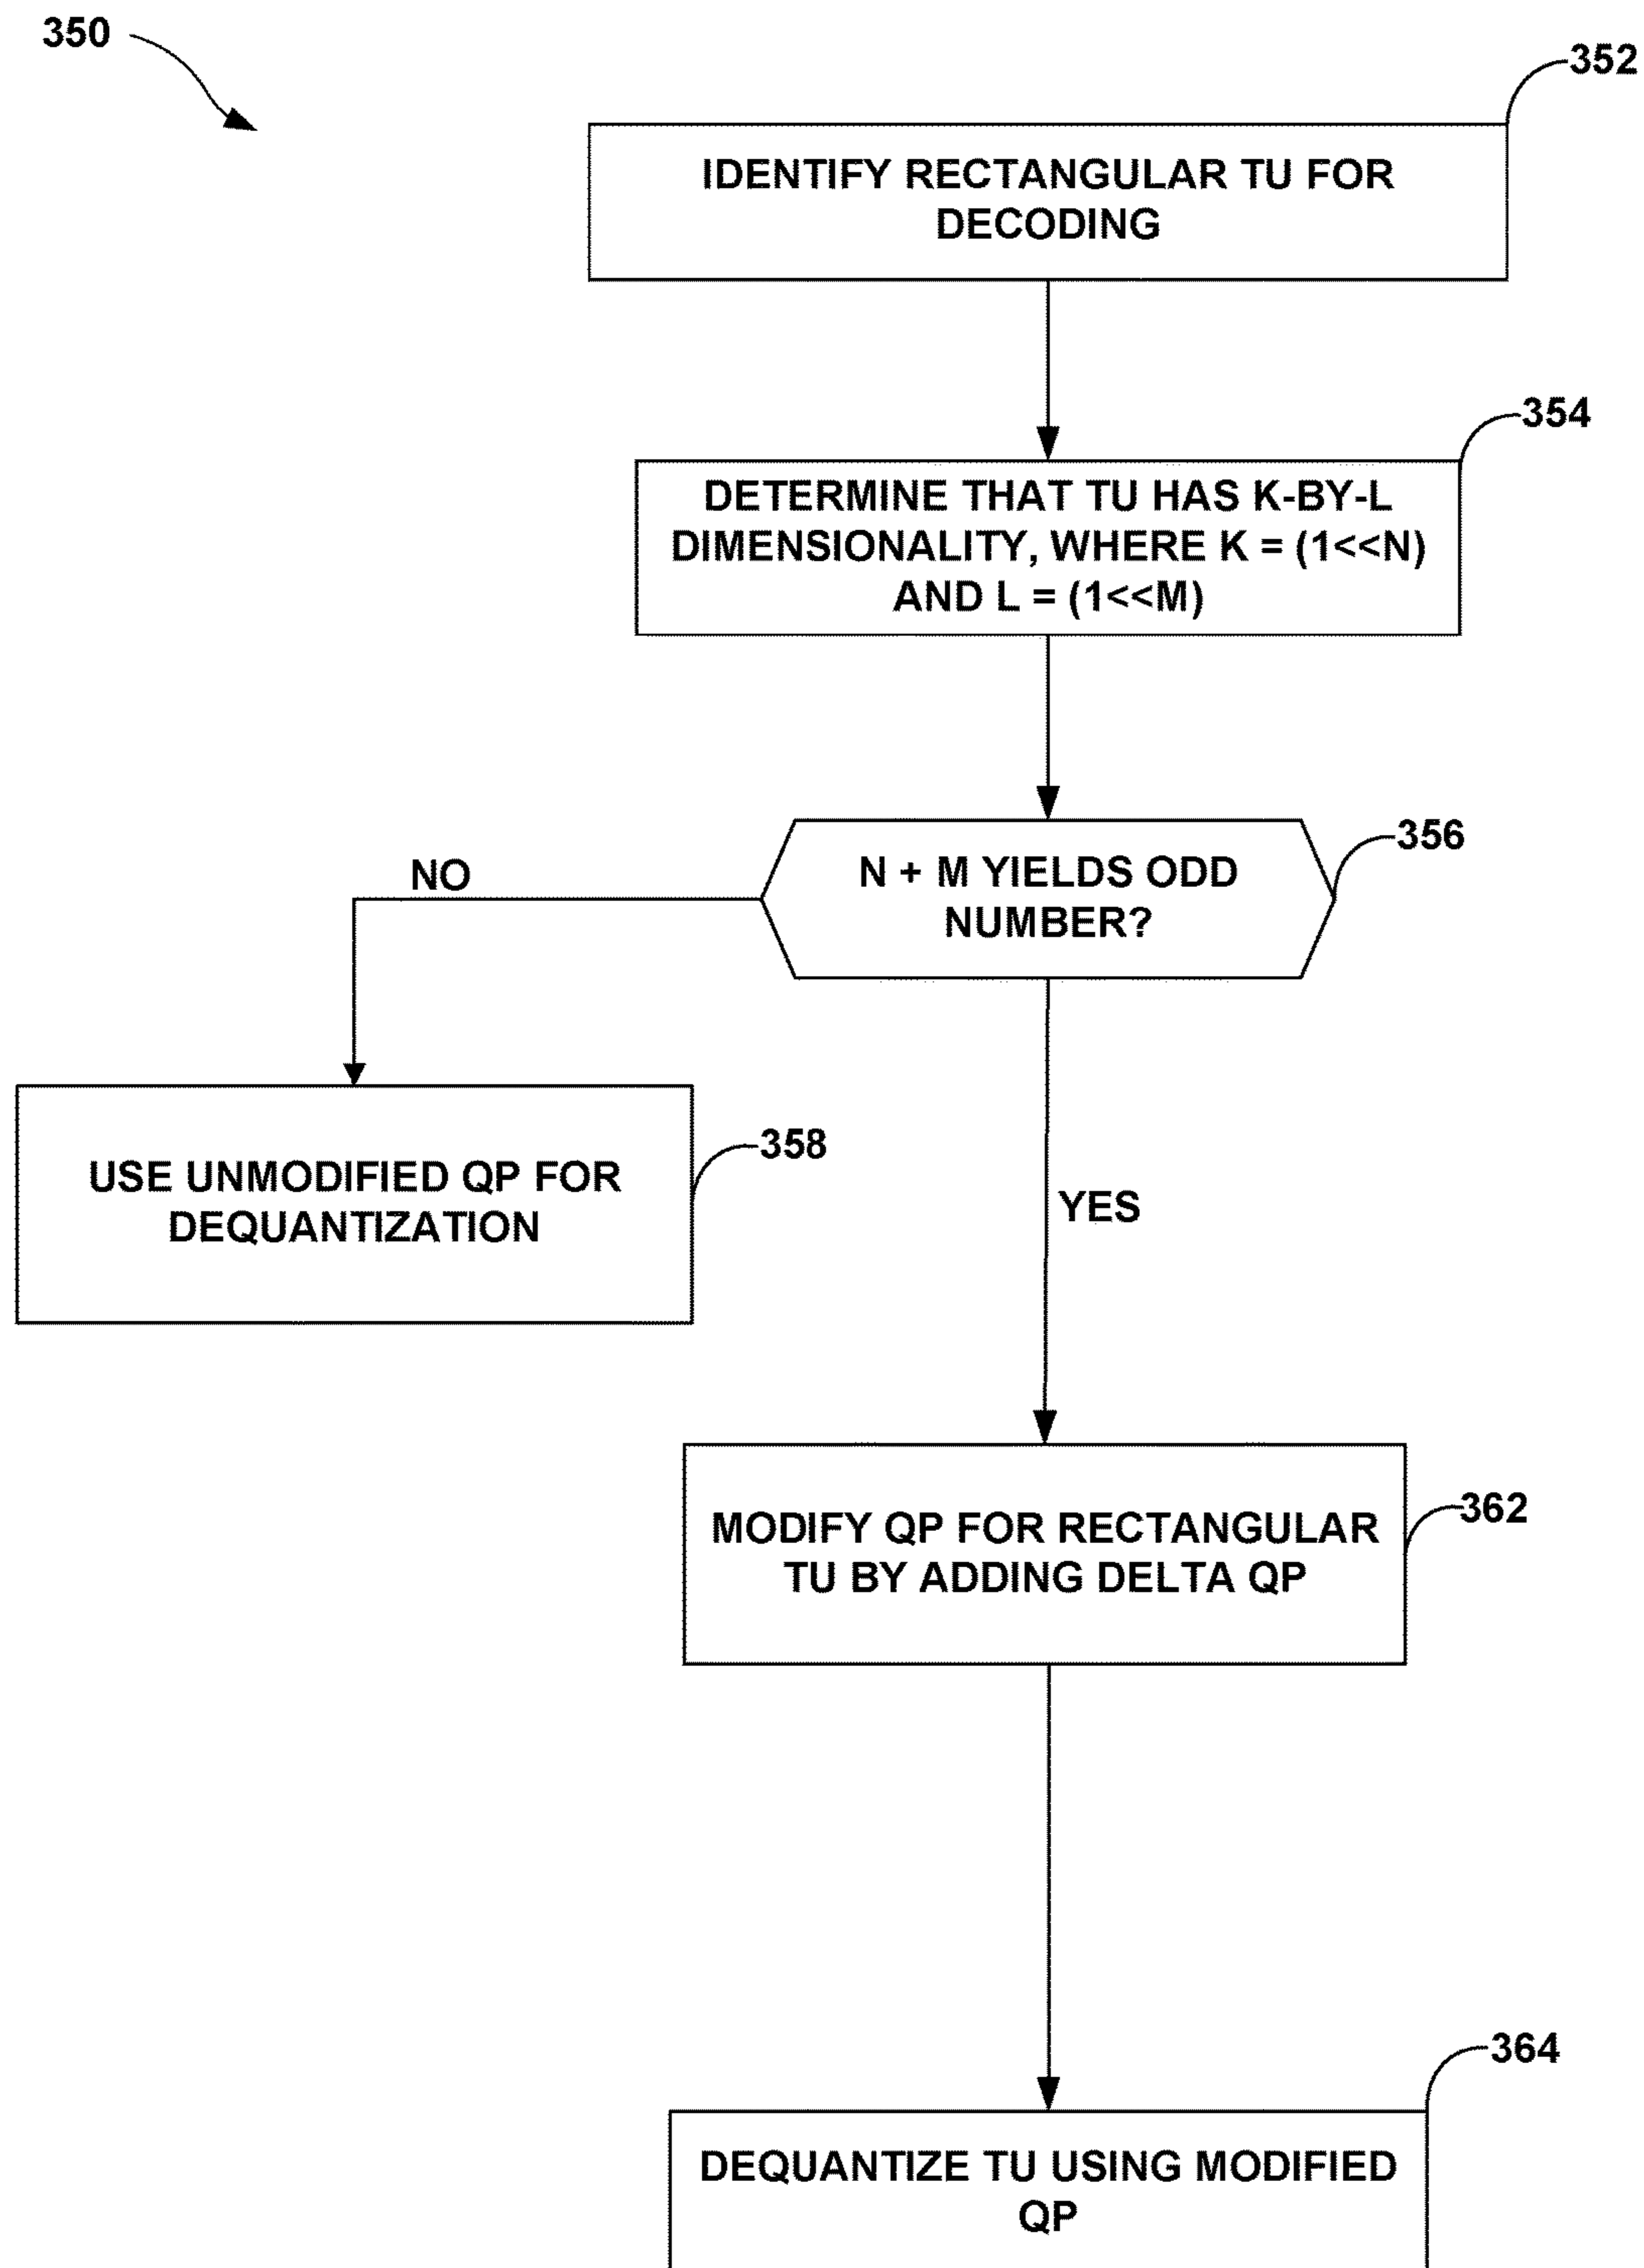 350
352
IDENTIFY RECTANGULAR TU FOR
DECODING
354
DETERMINE THAT TU HAS K-BY-L
DIMENSIONALITY, WHERE K = (1<<N)
AND L = (1<<M)
356
N + M YIELDS ODD
NUMBER?
NO
358
USE UNMODIFIED QP FOR
DEQUANTIZATION
YES
362
MODIFY QP FOR RECTANGULAR
TU BY ADDING DELTA QP
364
DEQUANTIZE TU USING MODIFIED
QP